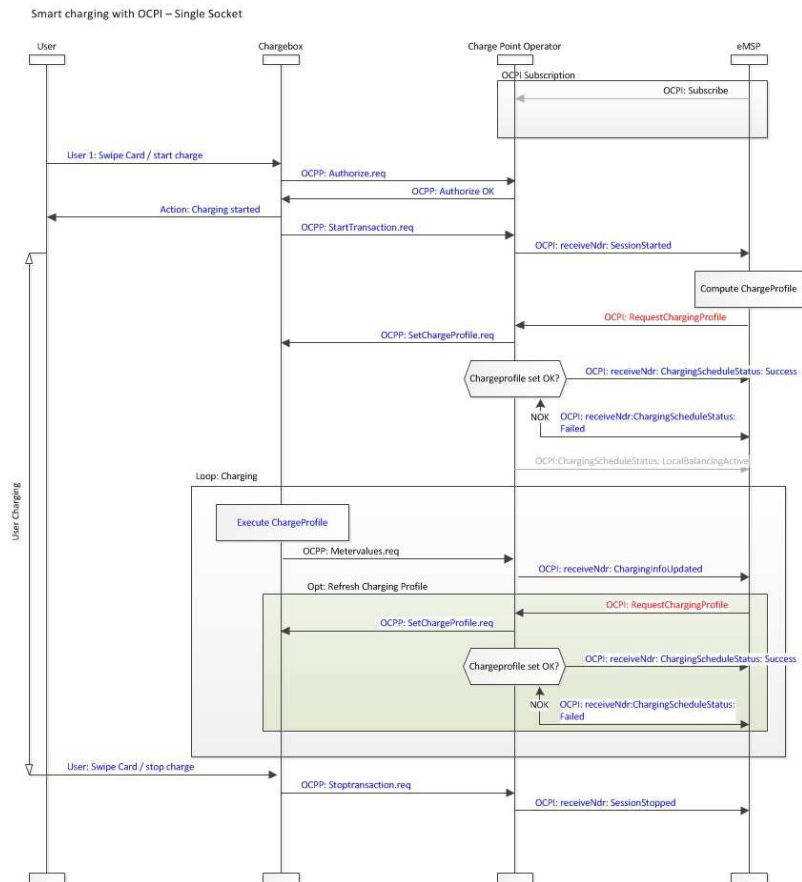 Smart charging with OCPI – Single Socket
User
Chargebox
Charge Point Operator
eMSP
OCPI Subscription
OCPI: Subscribe
User 1: Swipe Card / start charge
OCPP: Authorize.req
OCPP: Authorize OK
Action: Charging started
OCPP: StartTransaction.req
OCPI: receiveNdr: SessionStarted
Compute ChargeProfile
OCPI: RequestChargingProfile
OCPP: SetChargeProfile.req
Chargeprofile set OK?
OCPI: receiveNdr: ChargingScheduleStatus: Success
NOK
OCPI: receiveNdr:ChargingScheduleStatus:
Failed
OCPI:ChargingScheduleStatus: LocalBalancingActive
Loop: Charging
User Charging
Execute ChargeProfile
OCPP: Metervalues.req
OCPI: receiveNdr: ChargingInfoUpdated
Opt: Refresh Charging Profile
OCPI: RequestChargingProfile
OCPP: SetChargeProfile.req
Chargeprofile set OK?
OCPI: receiveNdr: ChargingScheduleStatus: Success
NOK
OCPI: receiveNdr:ChargingScheduleStatus:
Failed
User: Swipe Card / stop charge
OCPP: Stoptransaction.req
OCPI: receiveNdr: SessionStopped